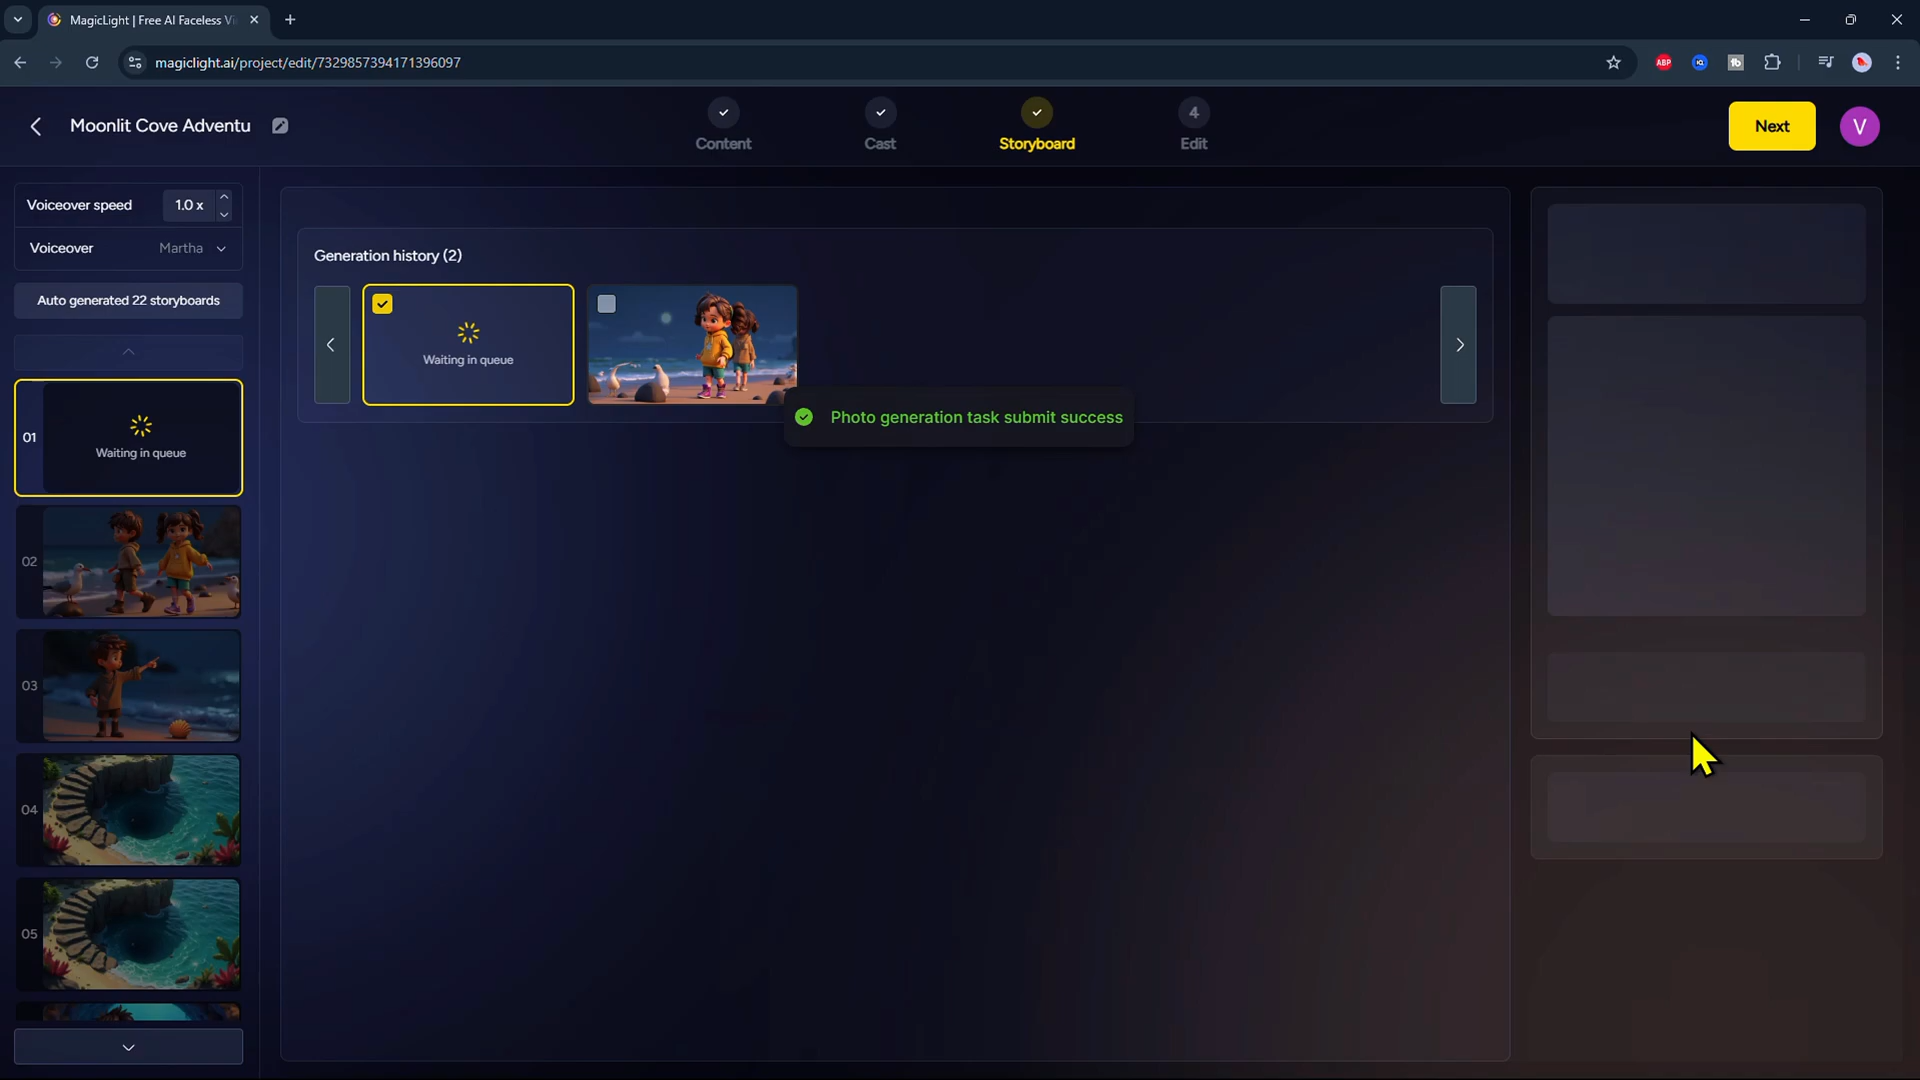 MagicLight | Free AI Faceless Vi
magiclight.ai/project/edit/7329857394171396097
ABP
Moonlit Cove Adventu
Content
Cast
Storyboard
4
Edit
Next
V
Voiceover speed
1.0 x
Voiceover
Martha
Auto generated 22 storyboards
01
Waiting in queue
02
03
04
05
Generation history (2)
Waiting in queue
Photo generation task submit success